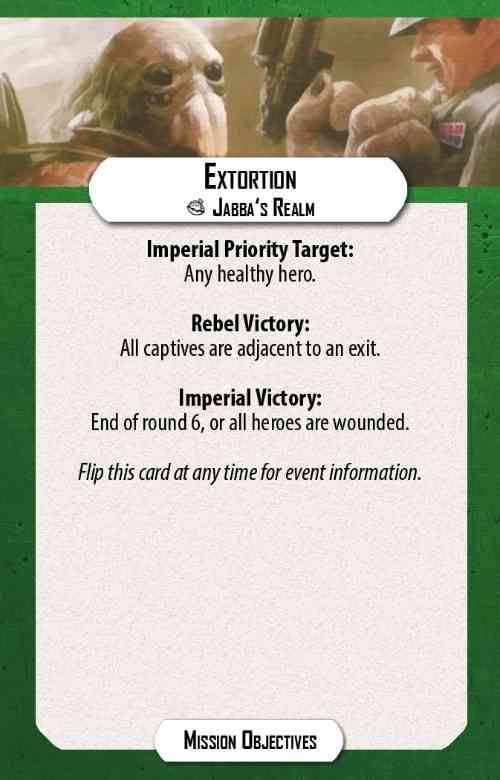 Extortion
Jabba's Realm
Imperial Priority Target:
Any healthy hero.
Rebel Victory:
All captives are adjacent to an exit.
Imperial Victory:
End of round 6, or all heroes are wounded.
Flip this card at any time for event information.
Mission Objectives